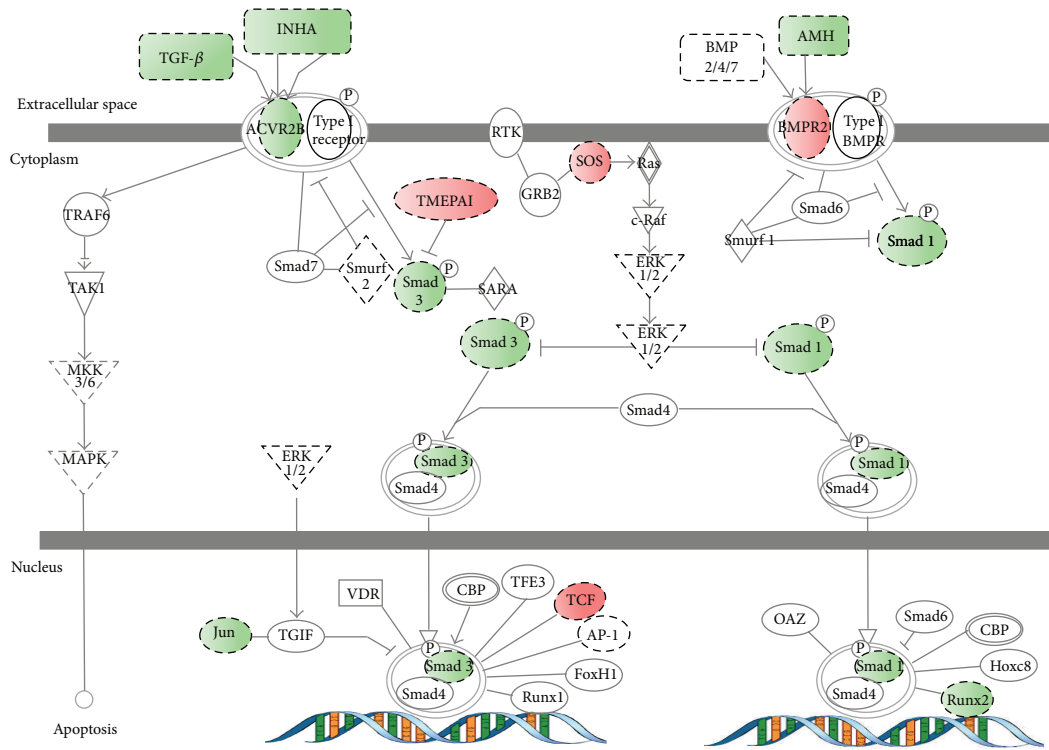 INHA
TGF-β
BMP
2/4/7
AMH
Extracellular space
P
P
ACVR2B
Type I
receptor
RTK
BMPR2
Type I
BMPR
Cytoplasm
SOS
Ras
GRB2
TMEPAI
TRAF6
c-Raf
Smad6
P
Smurf 1
Smad 1
Smad7
Smurf
2
P
Smad
3
SARA
ERK
1/2
TAK1
P
Smad 3
ERK
1/2
P
Smad 1
MKK
3/6
Smad4
MAPK
ERK
1/2
P
Smad 3
Smad4
P
Smad 1
Smad4
Nucleus
VDR
CBP
TFE3
TCF
AP-1
Jun
TGIF
P
Smad 3
Smad4
FoxH1
Runx1
OAZ
Smad6
CBP
P
Smad 1
Smad4
Hoxc8
Runx2
Apoptosis